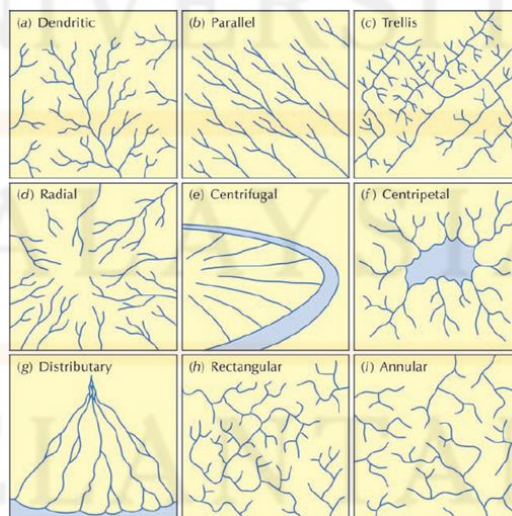 (a) Dendritic
(b) Parallel
(c) Trellis
(d) Radial
(e) Centrifugal
(f) Centripetal
(g) Distributary
(h) Rectangular
(i) Annular